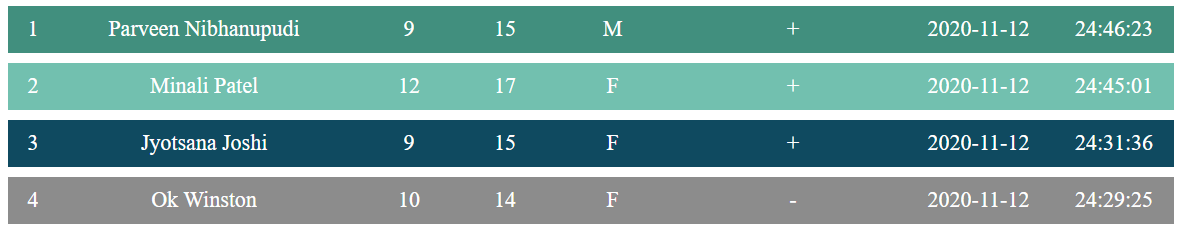 1 Parveen Nibhanupudi 9 15 M + 2020-11-12 24:46:23
2 Minali Patel 12 17 F + 2020-11-12 24:45:01
3 Jyotsana Joshi 9 15 F + 2020-11-12 24:31:36
4 Ok Winston 10 14 F - 2020-11-12 24:29:25